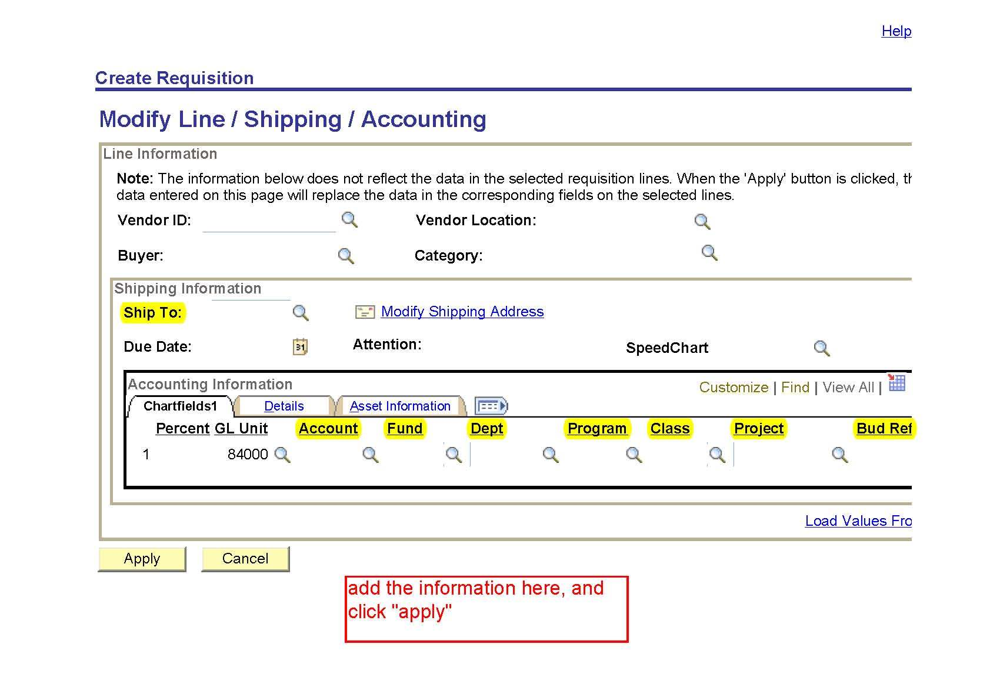 Help
Create Requisition
Modify Line / Shipping / Accounting
Line Information
Note: The information below does not reflect the data in the selected requisition lines. When the 'Apply' button is clicked, th
data entered on this page will replace the data in the corresponding fields on the selected lines.
Vendor ID: Vendor Location:
Buyer: Category:
Shipping Information
Ship To: Modify Shipping Address
Due Date: 31 Attention: SpeedChart
Accounting Information Customize | Find | View All |
Chartfields1 Details Asset Information
Percent GL Unit Account Fund Dept Program Class Project Bud Ref
1 84000
Load Values Fro
Apply Cancel
add the information here, and
click "apply"